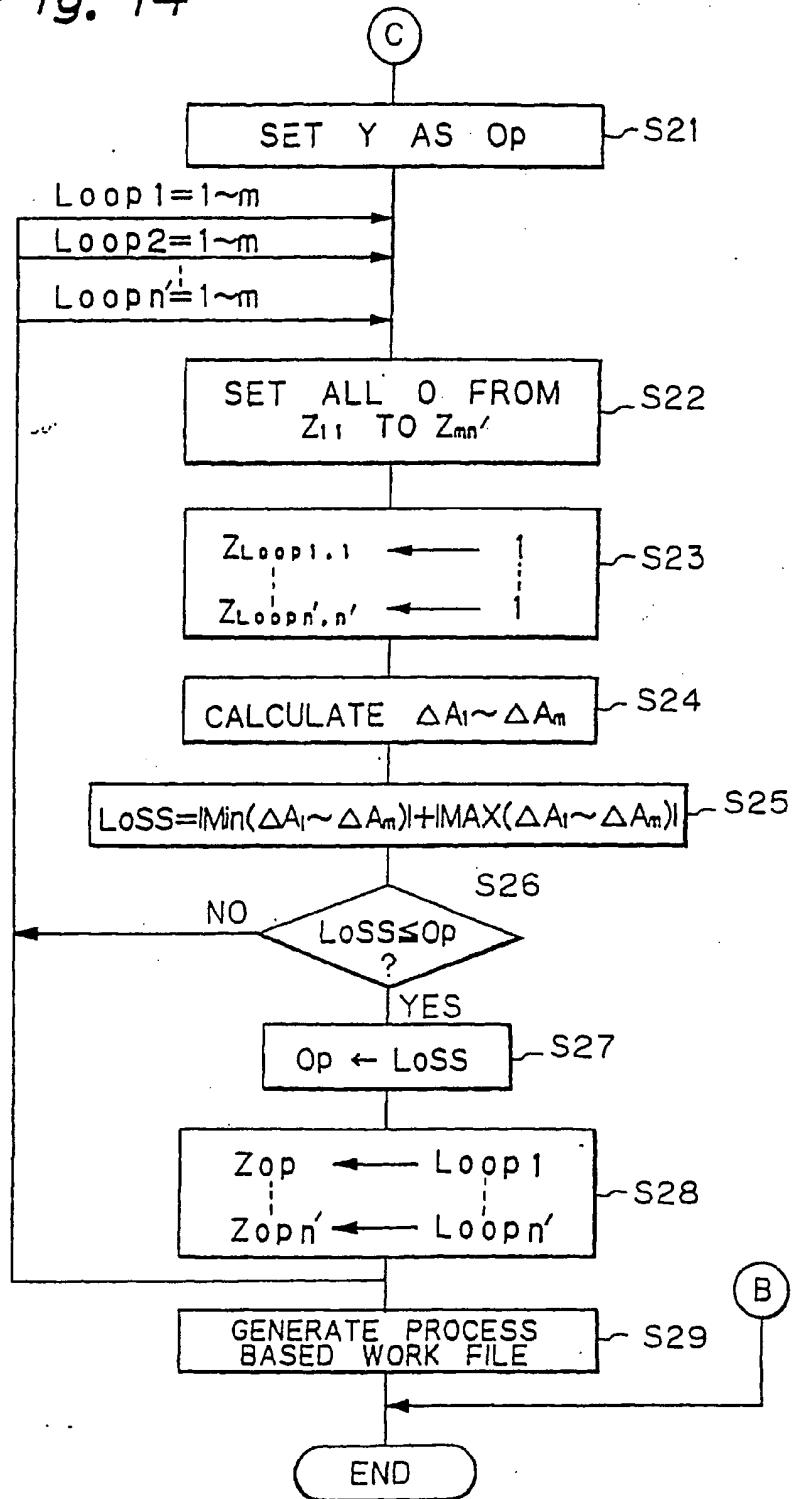 Fig. 14
C
SET Y AS Op
S21
Loop1=1~m
Loop2=1~m
Loopn'=1~m
SET ALL O FROM
Z11 TO Zmn'
S22
ZLoop1.1 ← 1
ZLoopn'.n' ← 1
S23
CALCULATE ΔA1~ΔAm
S24
LoSS=|Min(ΔA1~ΔAm)|+|MAX(ΔA1~ΔAm)|
S25
S26
NO
LoSS≦Op
?
YES
Op ← LoSS
S27
Zop ← Loop1
Zopn' ← Loopn'
S28
B
GENERATE PROCESS
BASED WORK FILE
S29
END